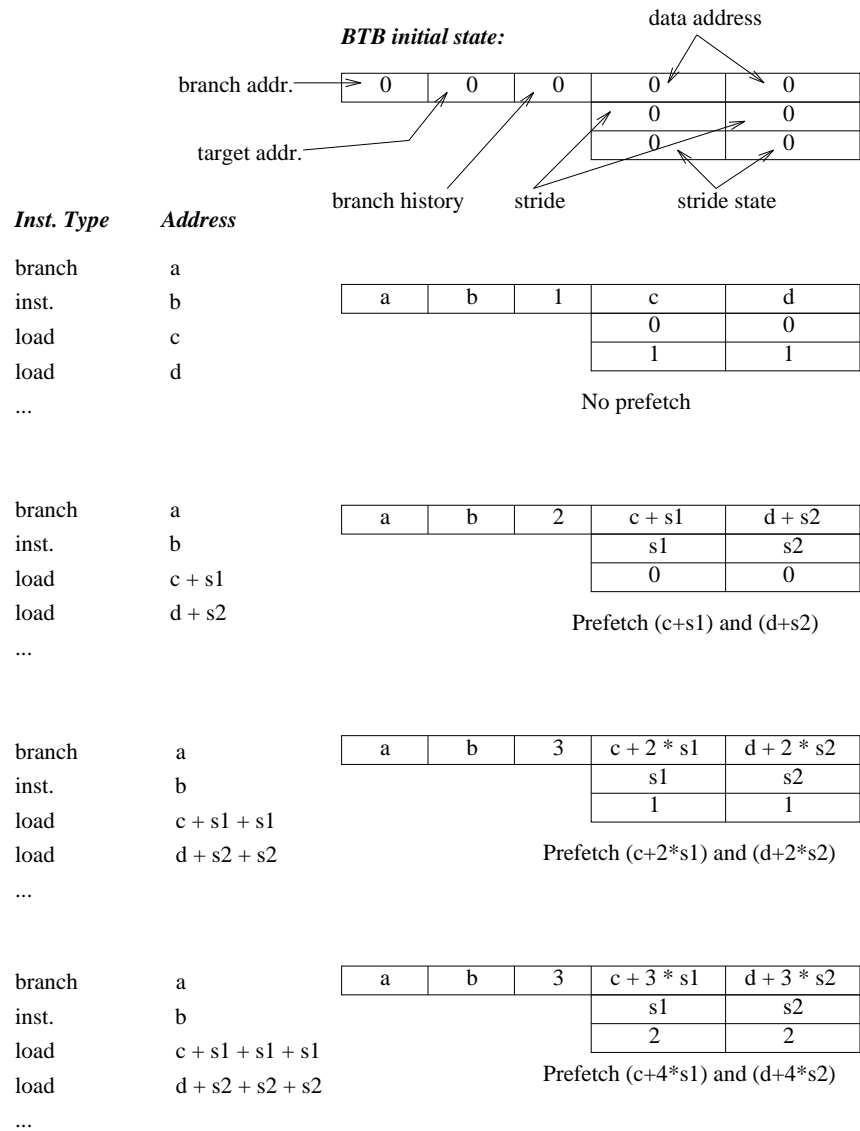 data address
BTB initial state:
branch addr. 0 0 0 0 0
0 0
0 0
target addr.
branch history stride stride state
Inst. Type Address
branch a
inst. b
load c
load d
...
a b 1 c d
0 0
1 1
No prefetch
branch a
inst. b
load c + s1
load d + s2
...
a b 2 c + s1 d + s2
s1 s2
0 0
Prefetch (c+s1) and (d+s2)
branch a
inst. b
load c + s1 + s1
load d + s2 + s2
...
a b 3 c + 2 * s1 d + 2 * s2
s1 s2
1 1
Prefetch (c+2*s1) and (d+2*s2)
branch a
inst. b
load c + s1 + s1 + s1
load d + s2 + s2 + s2
...
a b 3 c + 3 * s1 d + 3 * s2
s1 s2
2 2
Prefetch (c+4*s1) and (d+4*s2)